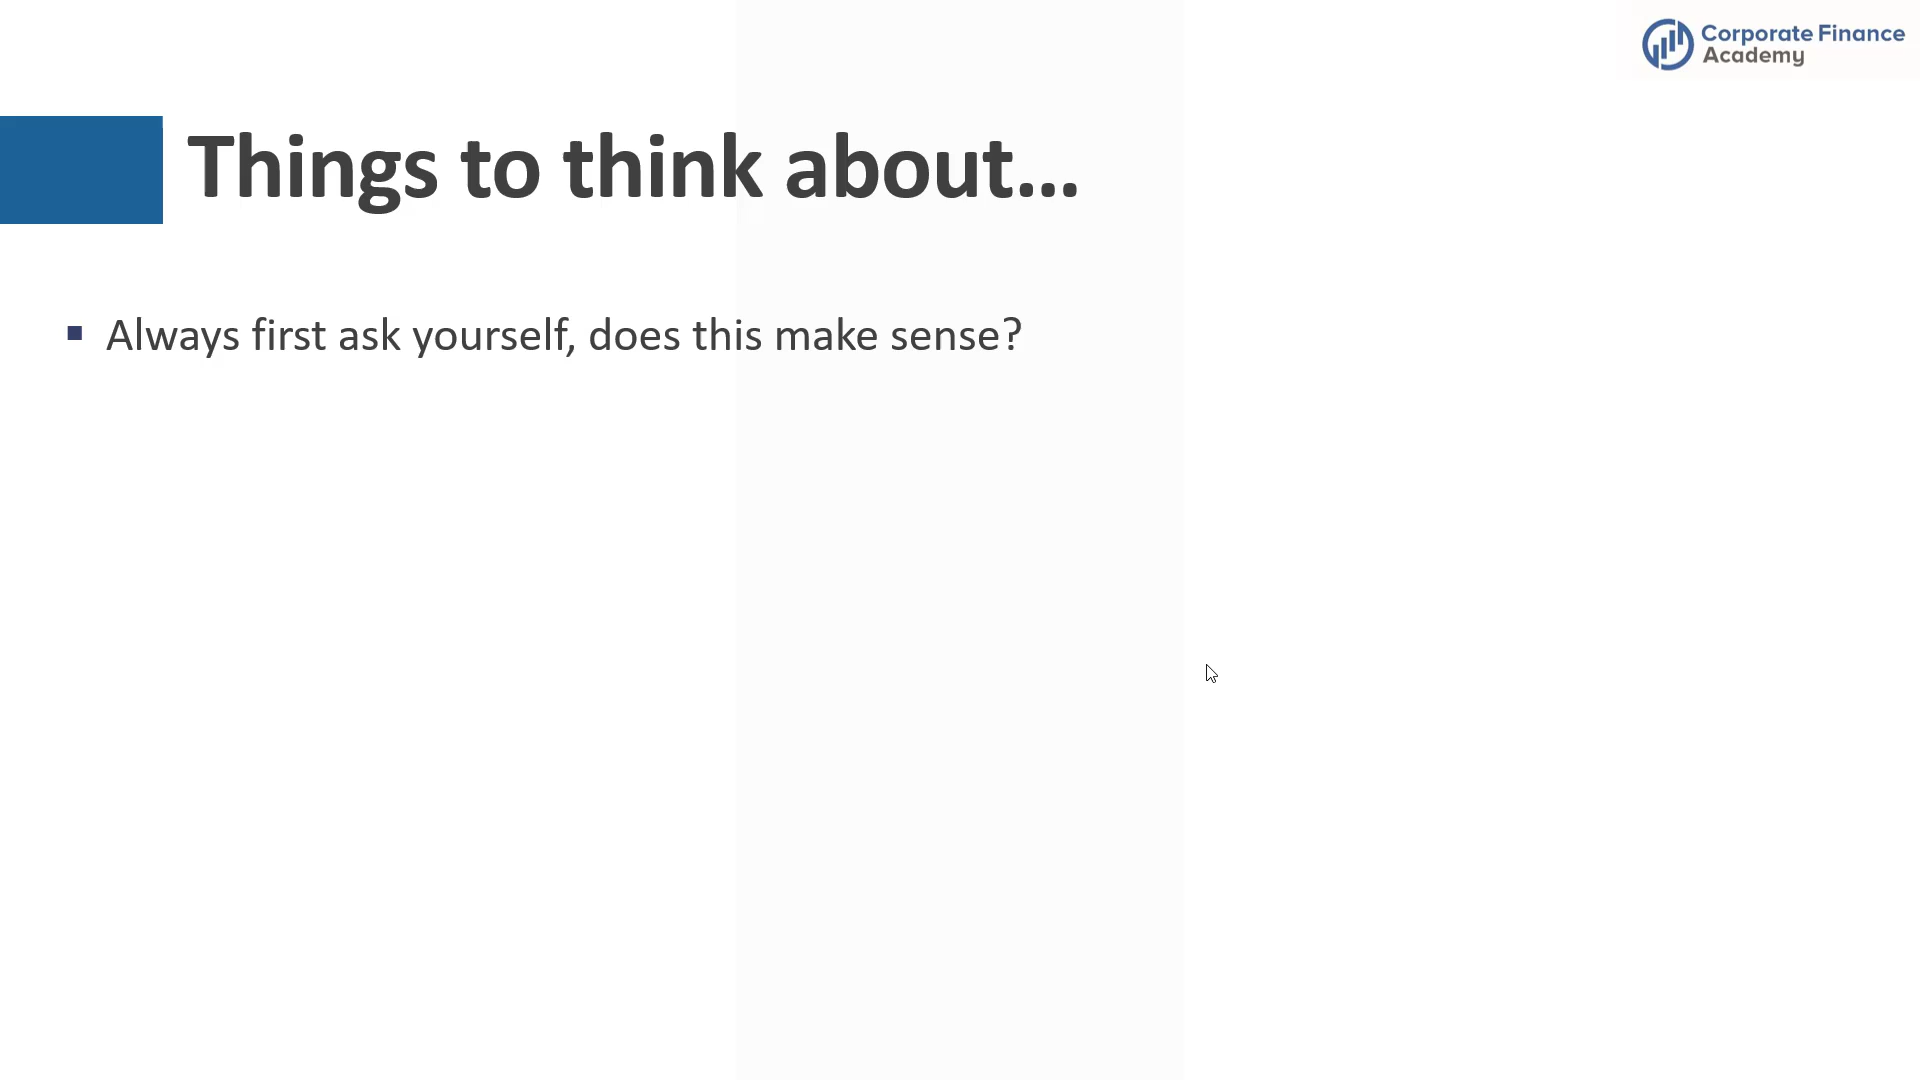 Corporate Finance
Academy
Things to think about...
Always first ask yourself, does this make sense?